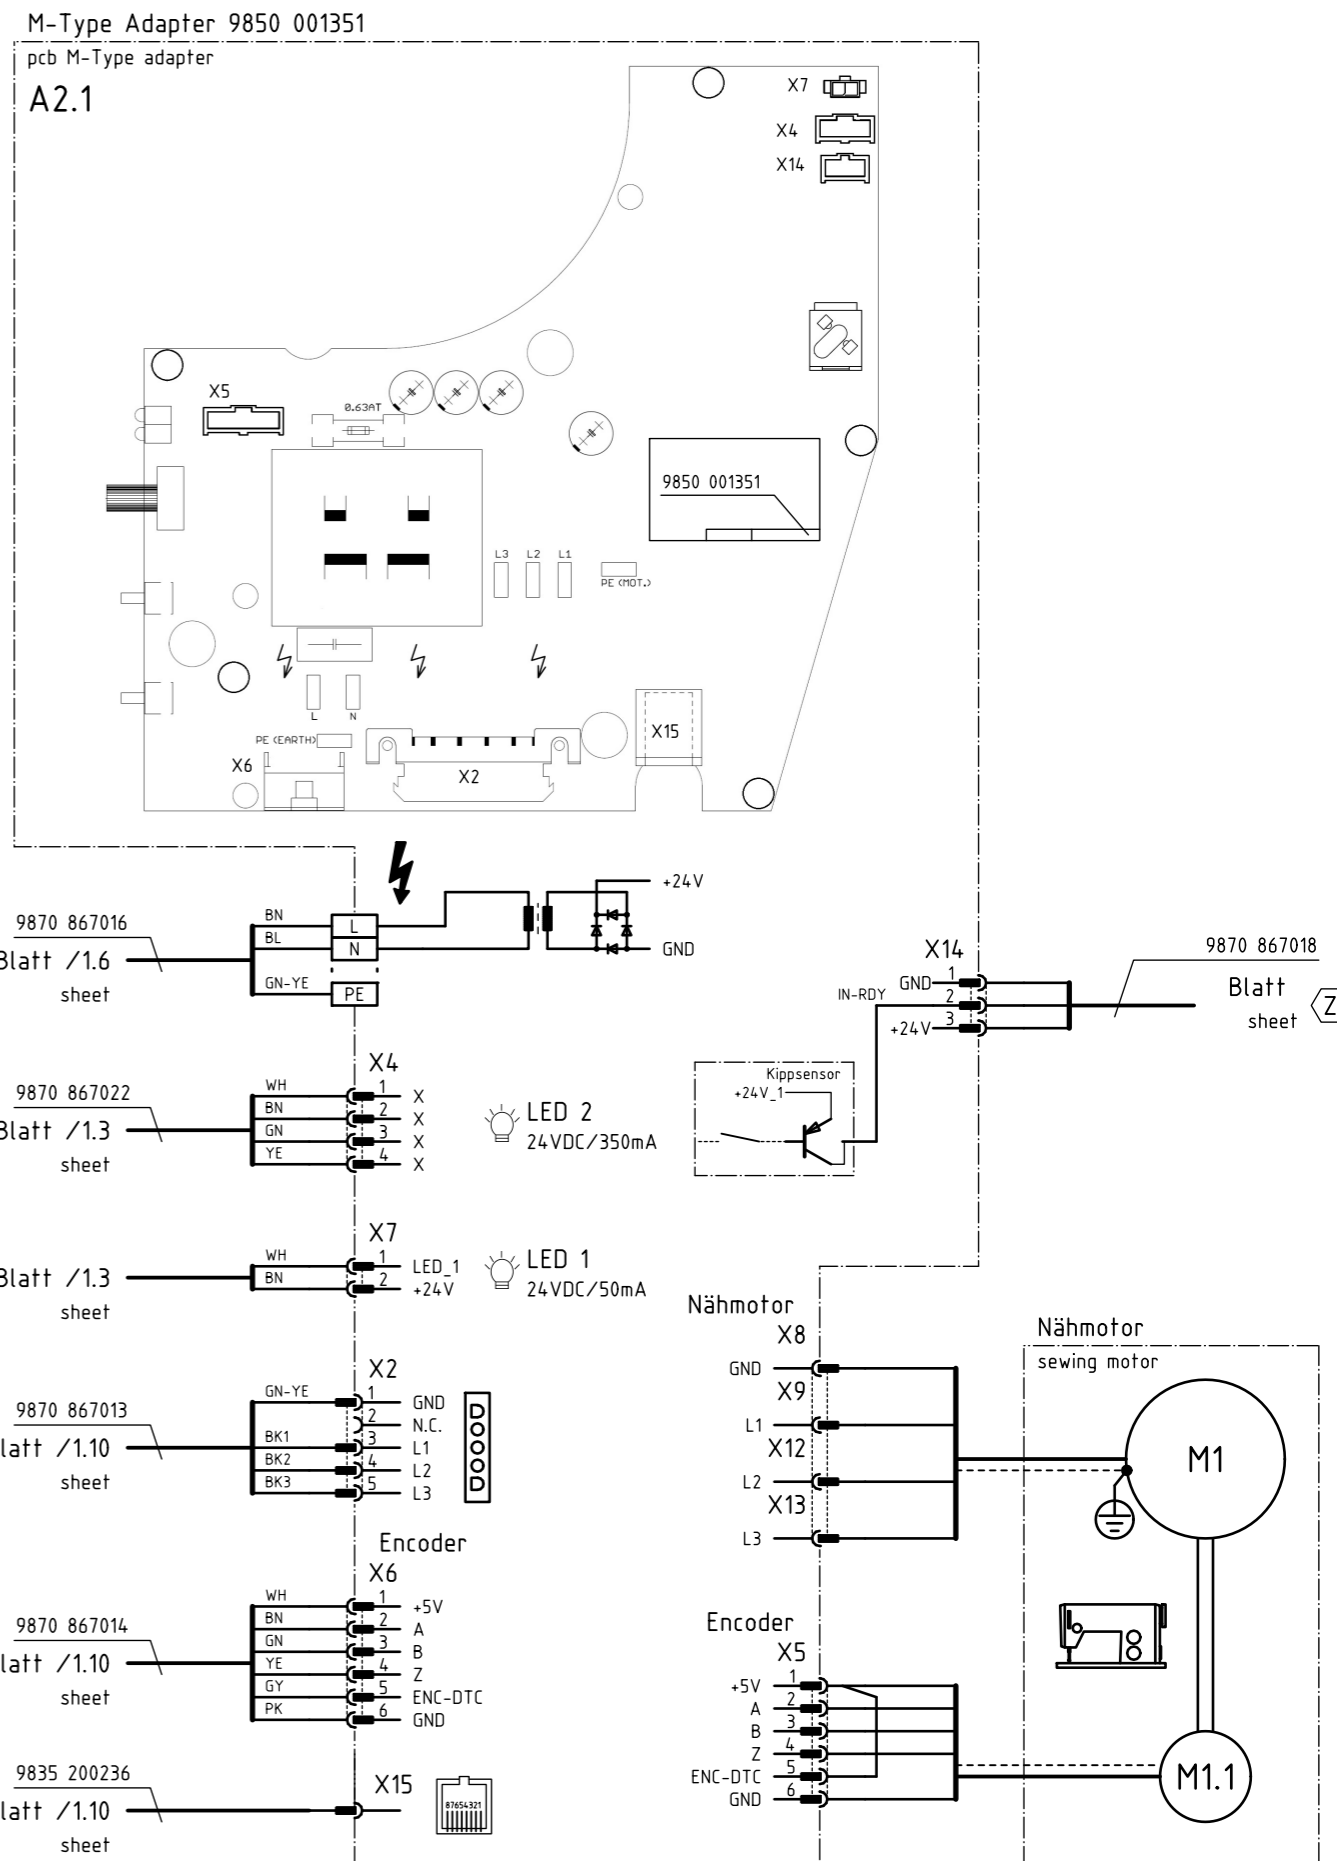 M-Type Adapter 9850 001351
pcb M-Type adapter
A2.1
X7
X4
X14
X5
0.63AT
9850 001351
L3 L2 L1
PE (MOT.)
L N
PE (EARTH)
X6
X2
X15
+24V
GND
9870 867016
Blatt /1.6
sheet
BN
BL
GN-YE
L
N
PE
X14
GND 1
IN-RDY 2
+24V 3
9870 867018
Blatt
sheet
Z
Kippsensor
+24V_1
9870 867022
Blatt /1.3
sheet
X4
WH 1 X
BN 2 X
GN 3 X
YE 4 X
LED 2
24VDC/350mA
Blatt /1.3
sheet
X7
WH 1 LED_1
BN 2 +24V
LED 1
24VDC/50mA
9870 867013
latt /1.10
sheet
X2
GN-YE 1 GND
2 N.C.
BK1 3 L1
BK2 4 L2
BK3 5 L3
Nähmotor
X8
GND
X9
L1
X12
L2
X13
L3
Nähmotor
sewing motor
M1
Encoder
X6
9870 867014
latt /1.10
sheet
WH 1 +5V
BN 2 A
GN 3 B
YE 4 Z
GY 5 ENC-DTC
PK 6 GND
Encoder
X5
+5V 1
A 2
B 3
Z 4
ENC-DTC 5
GND 6
M1.1
9835 200236
latt /1.10
sheet
X15
87654321